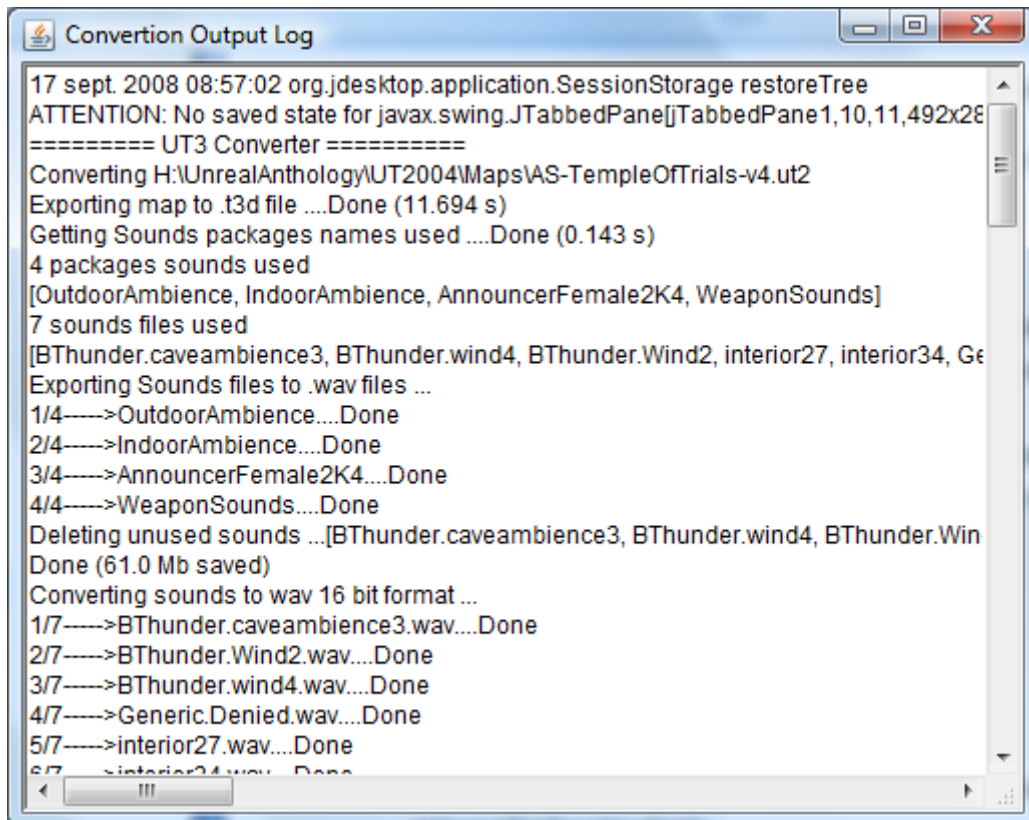 Convertion Output Log
17 sept. 2008 08:57:02 org.jdesktop.application.SessionStorage restoreTree
ATTENTION: No saved state for javax.swing.JTabbedPane[jTabbedPane1,10,11,492x28
========= UT3 Converter ==========
Converting H:\UnrealAnthology\UT2004\Maps\AS-TempleOfTrials-v4.ut2
Exporting map to .t3d file ....Done (11.694 s)
Getting Sounds packages names used ....Done (0.143 s)
4 packages sounds used
[OutdoorAmbience, IndoorAmbience, AnnouncerFemale2K4, WeaponSounds]
7 sounds files used
[BThunder.caveambience3, BThunder.wind4, BThunder.Wind2, interior27, interior34, Ge
Exporting Sounds files to .wav files ...
1/4----->OutdoorAmbience....Done
2/4----->IndoorAmbience....Done
3/4----->AnnouncerFemale2K4....Done
4/4----->WeaponSounds....Done
Deleting unused sounds ...[BThunder.caveambience3, BThunder.wind4, BThunder.Win
Done (61.0 Mb saved)
Converting sounds to wav 16 bit format ...
1/7----->BThunder.caveambience3.wav....Done
2/7----->BThunder.Wind2.wav....Done
3/7----->BThunder.wind4.wav....Done
4/7----->Generic.Denied.wav....Done
5/7----->interior27.wav....Done
6/7----->interior34.wav....Done